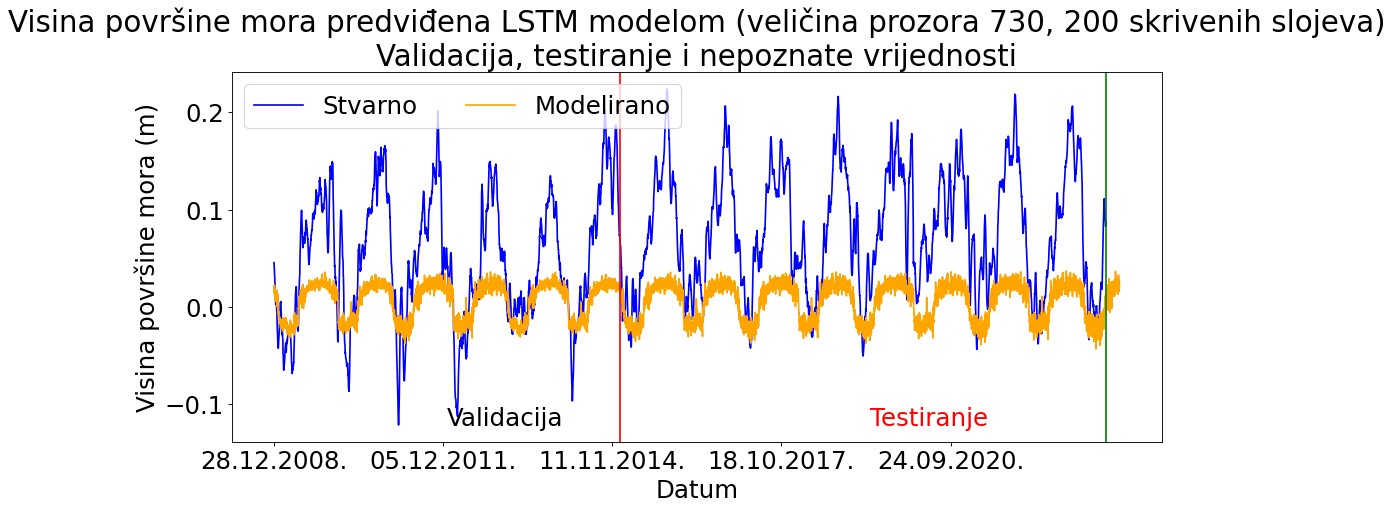 Visina površine mora predviđena LSTM modelom (veličina prozora 730, 200 skrivenih slojeva)
Validacija, testiranje i nepoznate vrijednosti
Stvarno
Modelirano
Visina površine mora (m)
0.2
0.1
0.0
−0.1
Validacija
Testiranje
28.12.2008.
05.12.2011.
11.11.2014.
18.10.2017.
24.09.2020.
Datum